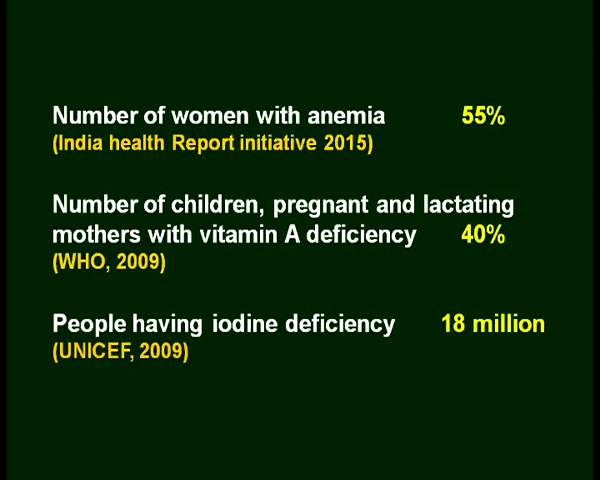 Number of women with anemia 55%
(India health Report initiative 2015)
Number of children, pregnant and lactating
mothers with vitamin A deficiency 40%
(WHO, 2009)
People having iodine deficiency 18 million
(UNICEF, 2009)